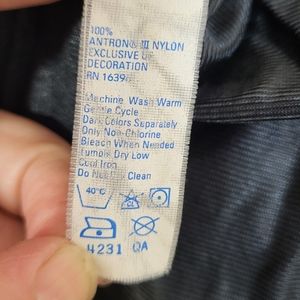 100%
ANTRON® III NYLON
EXCLUSIVE OF
DECORATION
RN 1639
Machine Wash Warm
Gentle Cycle
Dark Colors Separately
Only Non-Chlorine
Bleach When Needed
Tumble Dry Low
Cool Iron
Do Not Dry Clean
40°C
4231 QA